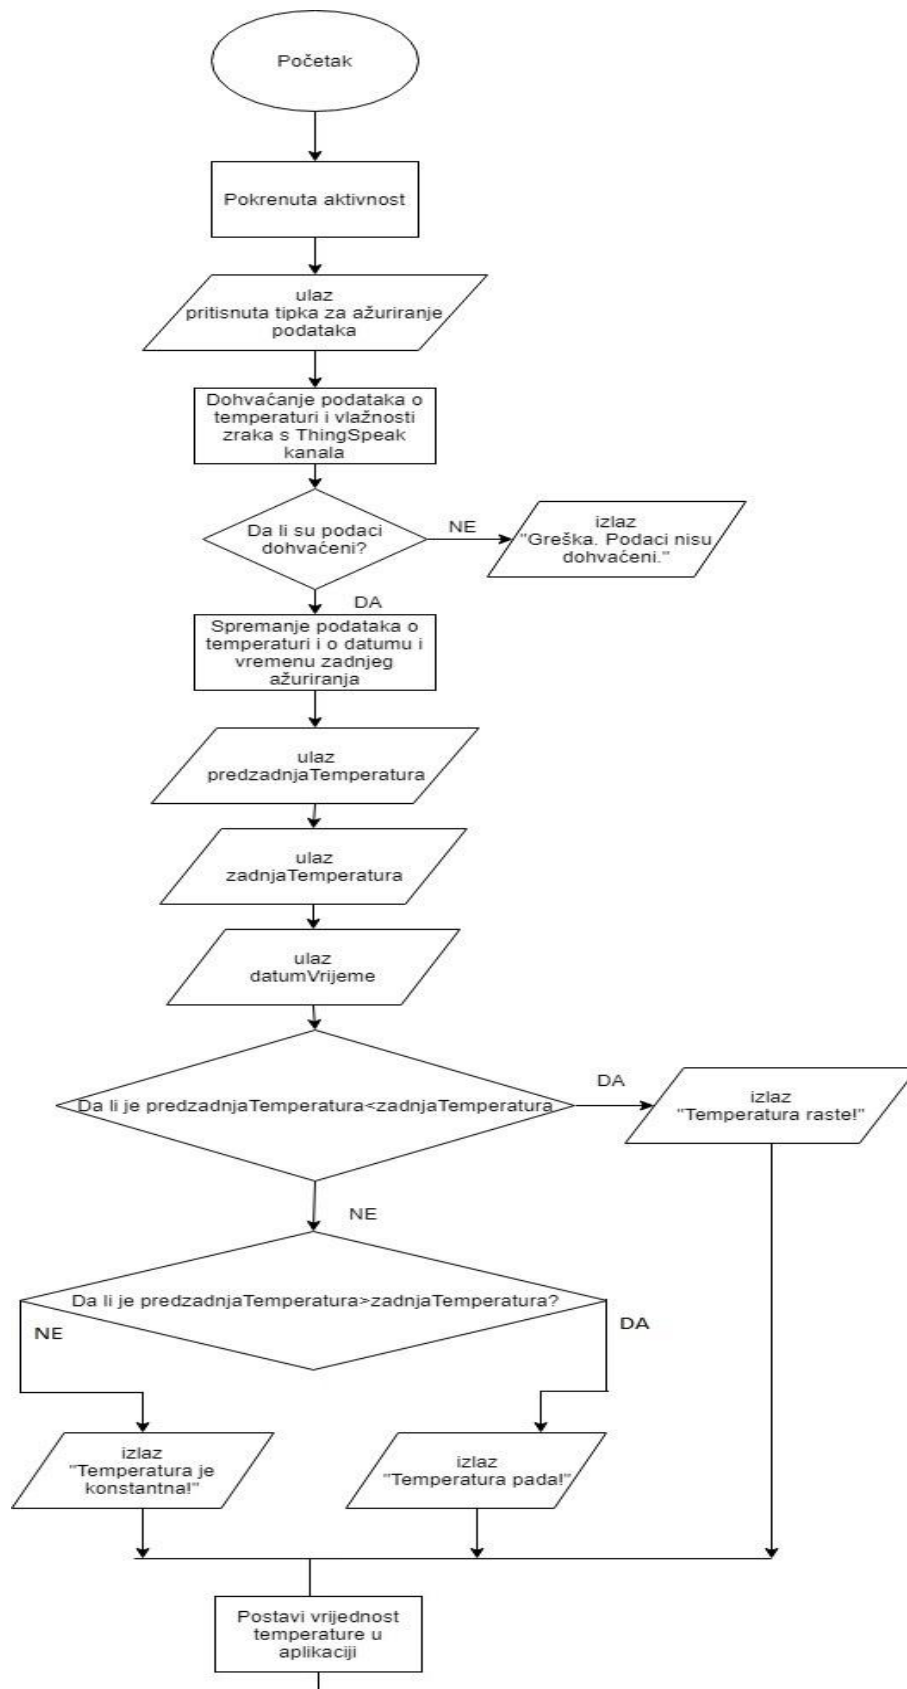 Početak
Pokrenuta aktivnost
ulaz
pritisnuta tipka za ažuriranje
podataka
Dohvaćanje podataka o
temperaturi i vlažnosti
zraka s ThingSpeak
kanala
Da li su podaci
dohvaćeni?
NE
izlaz
"Greška. Podaci nisu
dohvaćeni."
DA
Spremanje podataka o
temperaturi i o datumu i
vremenu zadnjeg
ažuriranja
ulaz
predzadnjaTemperatura
ulaz
zadnjaTemperatura
ulaz
datumVrijeme
Da li je predzadnjaTemperatura<zadnjaTemperatura
DA
izlaz
"Temperatura raste!"
NE
Da li je predzadnjaTemperatura>zadnjaTemperatura?
NE
DA
izlaz
"Temperatura je
konstantna!"
izlaz
"Temperatura pada!"
Postavi vrijednost
temperature u
aplikaciji